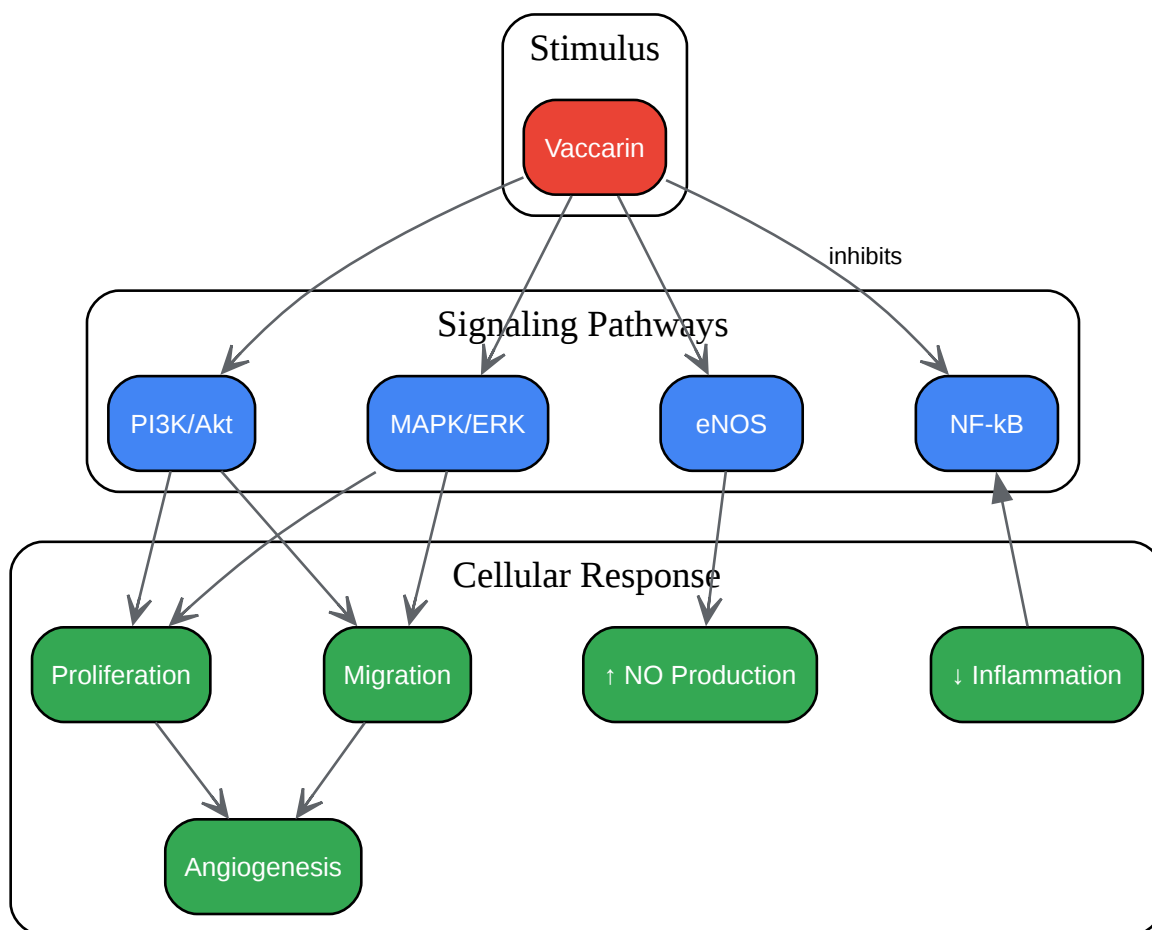 Stimulus
Vaccarin
inhibits
Signaling Pathways
PI3K/Akt
MAPK/ERK
eNOS
NF-kB
Cellular Response
Proliferation
Migration
↑ NO Production
↓ Inflammation
Angiogenesis